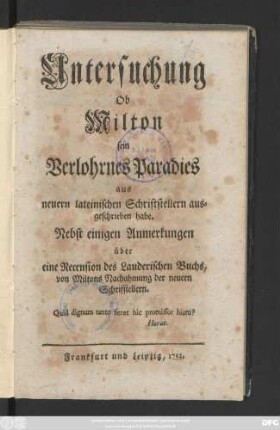 Untersuchung
Ob
Milton
sein
Verlohrnes Paradies
aus
neuern lateinischen Schriftstellern aus-
geschrieben habe.
Nebst einigen Anmerkungen
über
eine Recension des Lauderischen Buchs,
von Miltons Nachahmung der neuern
Schriftstellern.
Quid dignum tanto feret hic promissor hiatu?
Horat.
Frankfurt und Leipzig, 1753.